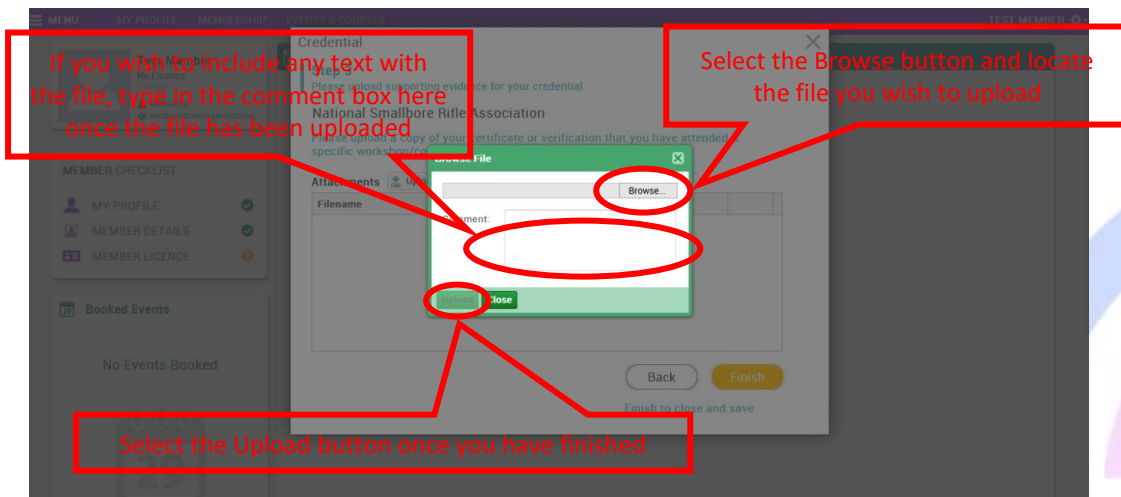 MENU MY PROFILE MEMBERSHIP EVENTS & COURSES TEST MEMBER
Test Member
No Licence
If you wish to include any text with
the file, type in the comment box here
once the file has been uploaded
Select the Browse button and locate
the file you wish to upload
Credential
Step 3
Please upload supporting evidence for your credential
National Smallbore Rifle Association
Please upload a copy of your certificate or verification that you have attended
specific workshop/
Attachments
Filename
Browse File
Browse...
Comment:
Upload Close
MEMBER CHECKLIST
MY PROFILE
MEMBER DETAILS
MEMBER LICENCE
Booked Events
No Events Booked
29
Back Finish
Finish to close and save
Select the Upload button once you have finished